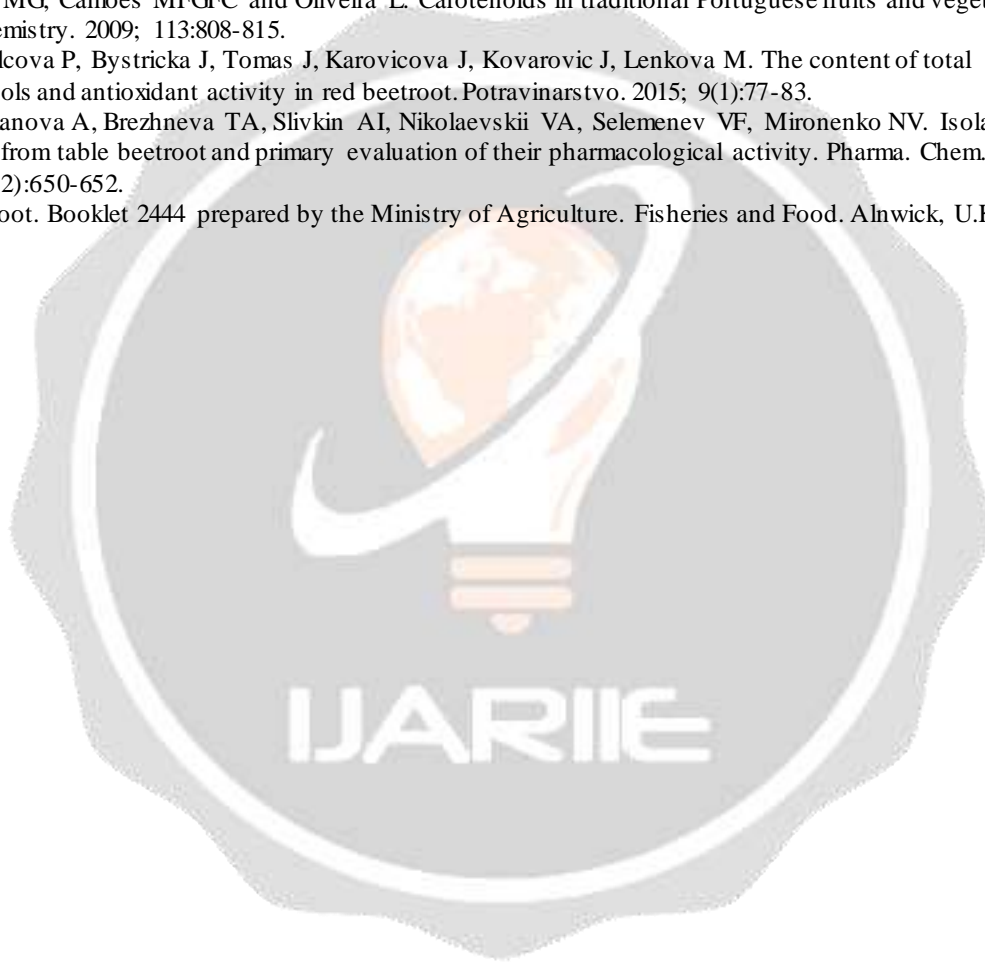 MG, Camoes MFGFC and Oliveira L. Carotenoids in traditional Portuguese fruits and veget
emistry. 2009; 113:808-815.
lcova P, Bystricka J, Tomas J, Karovicova J, Kovarovic J, Lenkova M. The content of total
ols and antioxidant activity in red beetroot. Potravinarstvo. 2015; 9(1):77-83.
anova A, Brezhneva TA, Slivkin AI, Nikolaevskii VA, Selemenev VF, Mironenko NV. Isola
from table beetroot and primary evaluation of their pharmacological activity. Pharma. Chem.
2):650-652.
oot. Booklet 2444 prepared by the Ministry of Agriculture. Fisheries and Food. Alnwick, U.K
IJARIIE